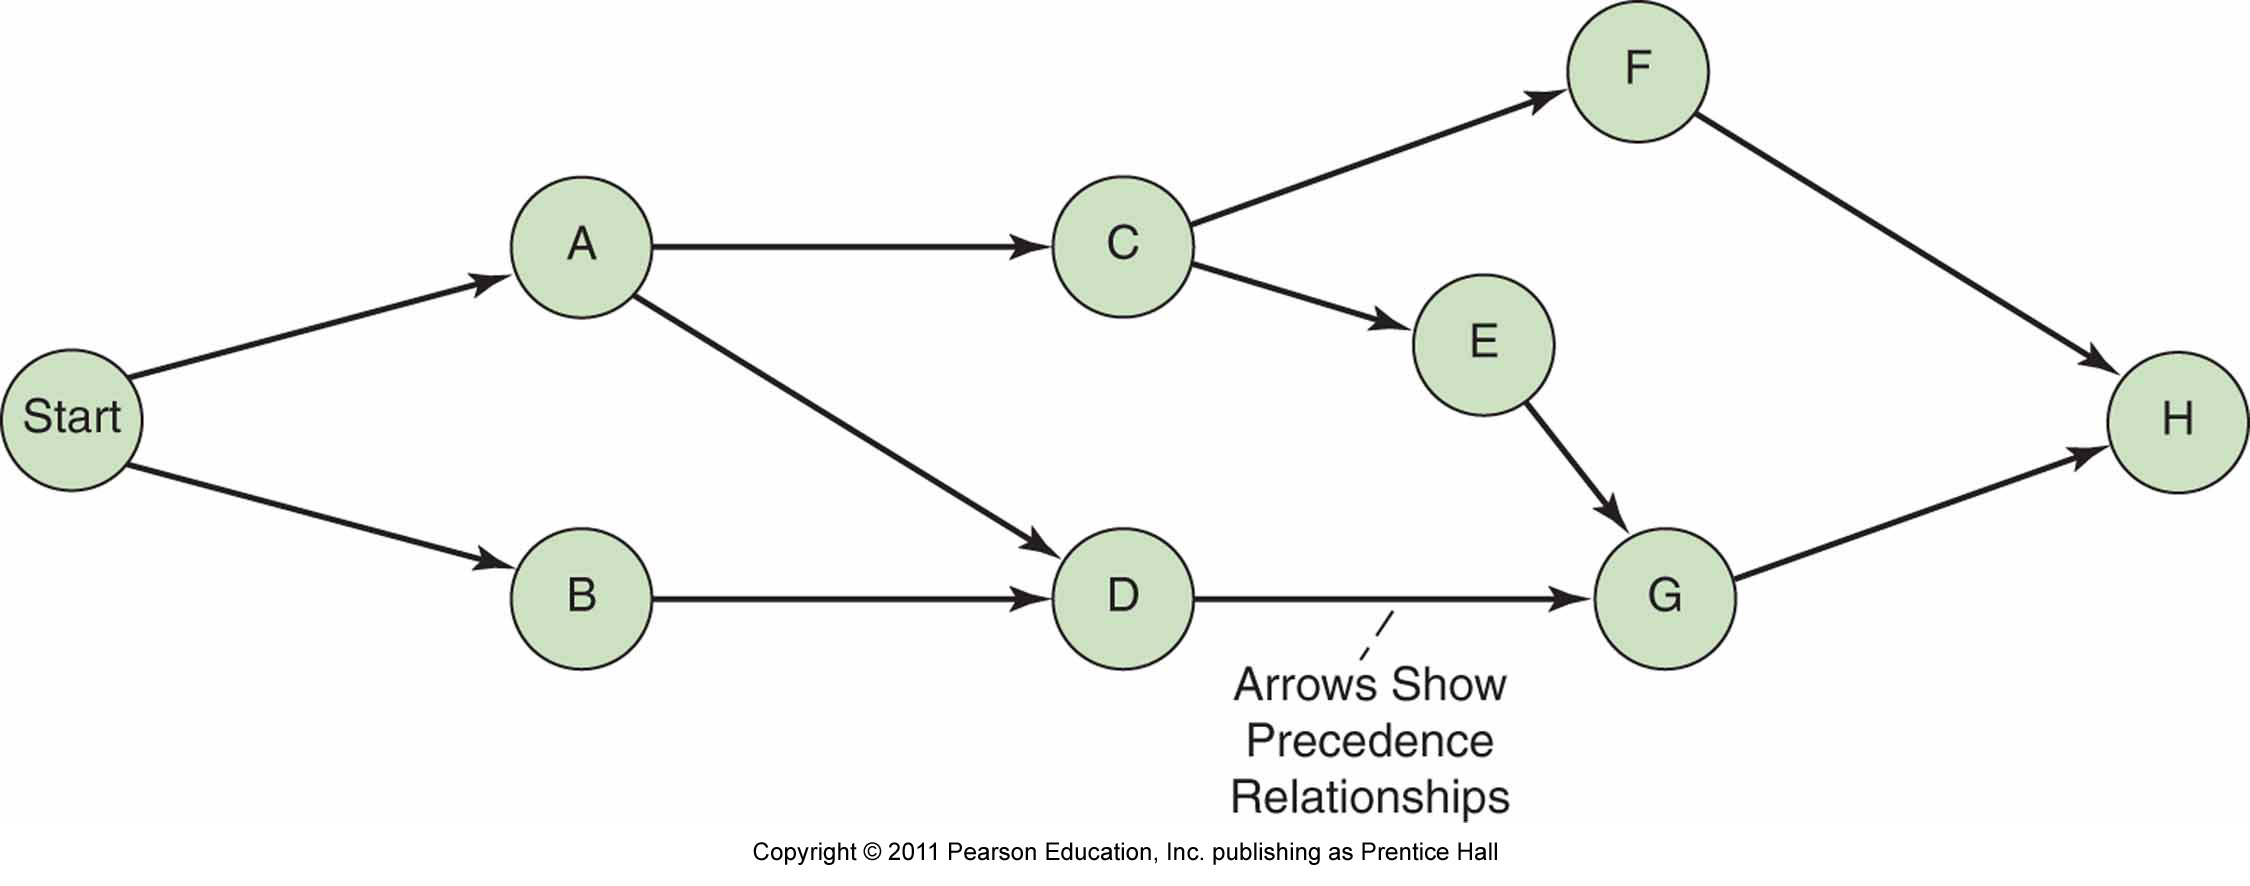 F
A
C
E
Start
H
B
D
G
Arrows Show
Precedence
Relationships
Copyright © 2011 Pearson Education, Inc. publishing as Prentice Hall